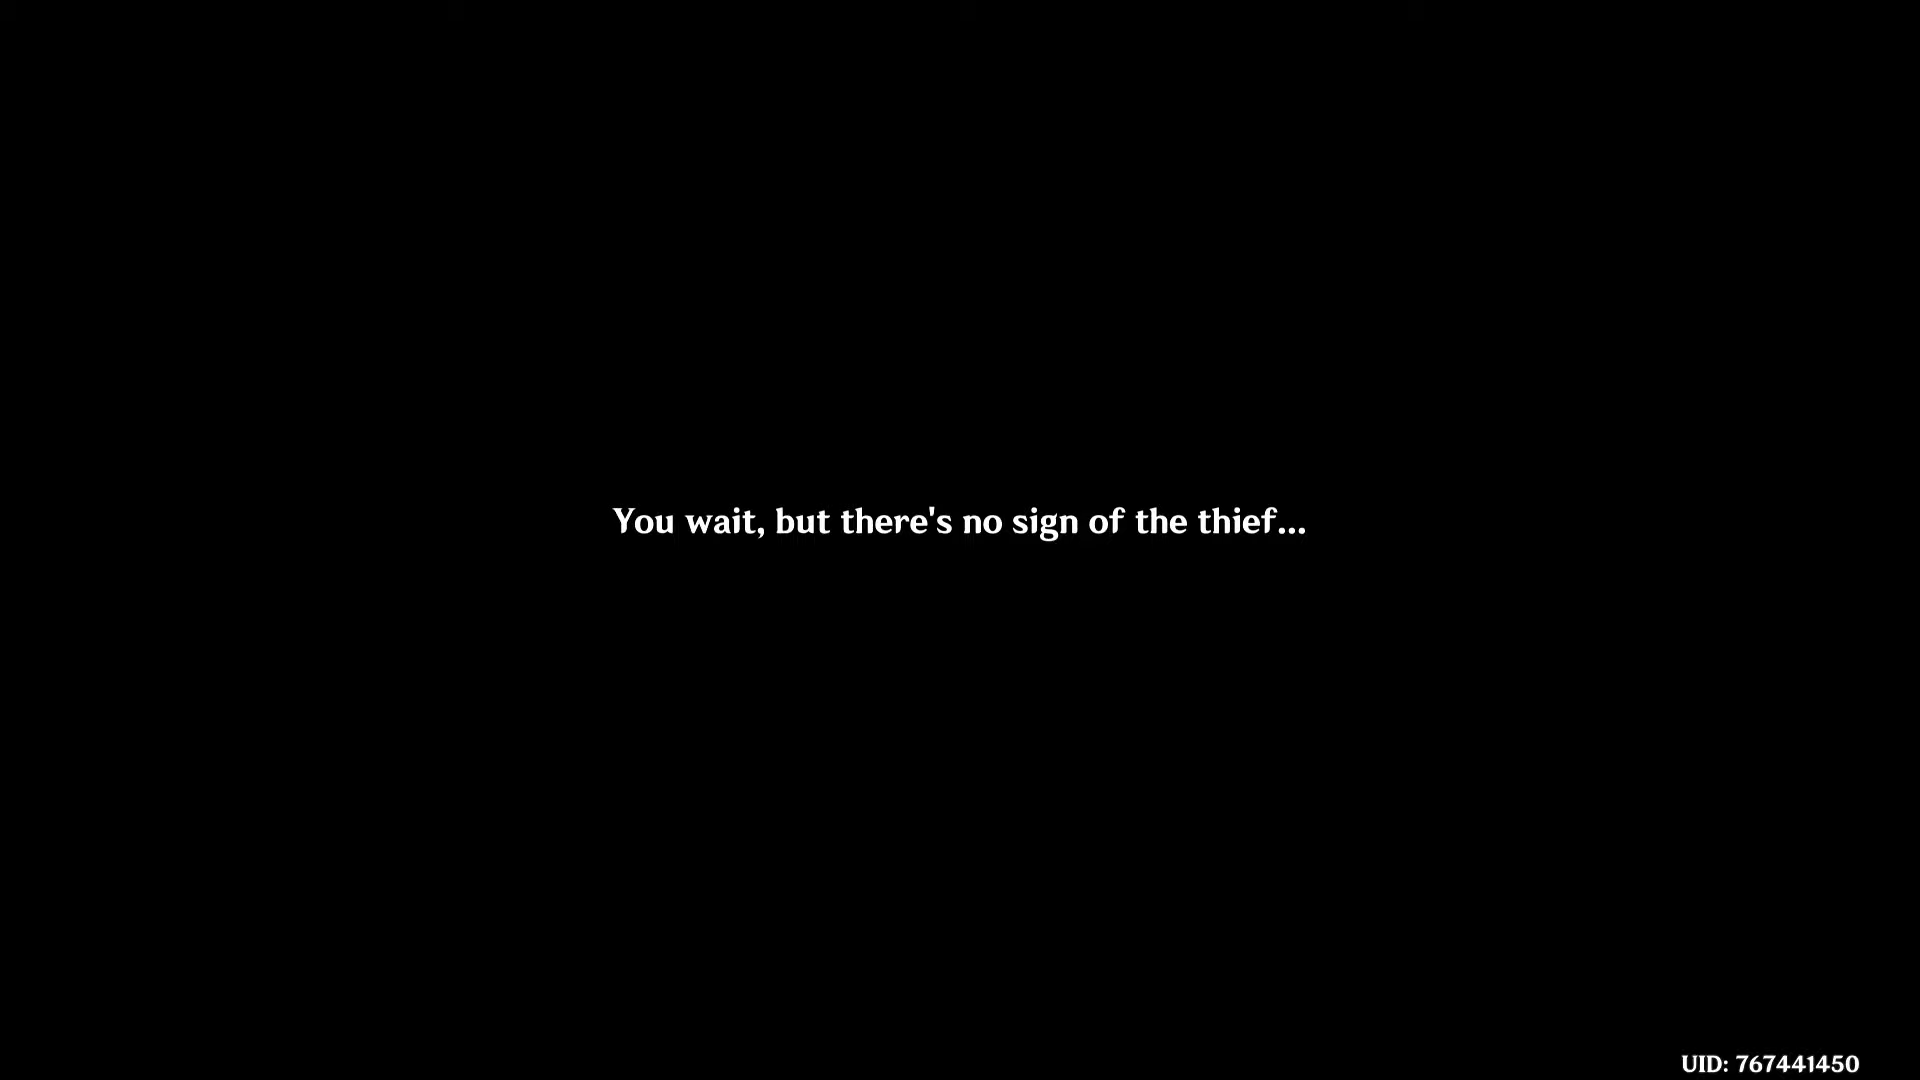 You wait, but there's no sign of the thief...
UID: 767441450